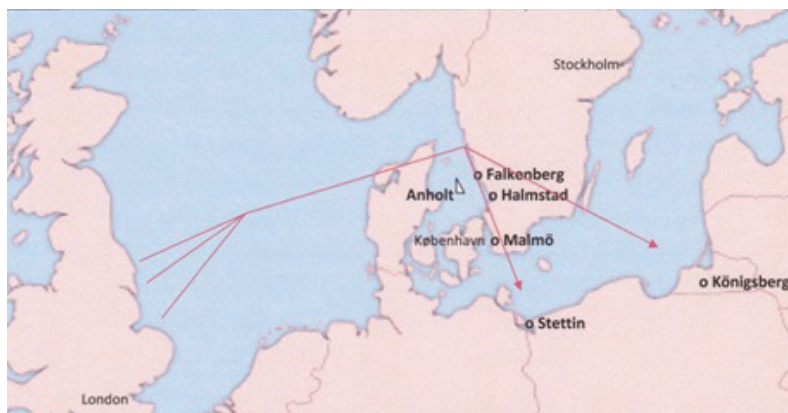 Stockholm
o Falkenberg
Anholt
o Halmstad
København
o Malmö
o Königsberg
o Stettin
London